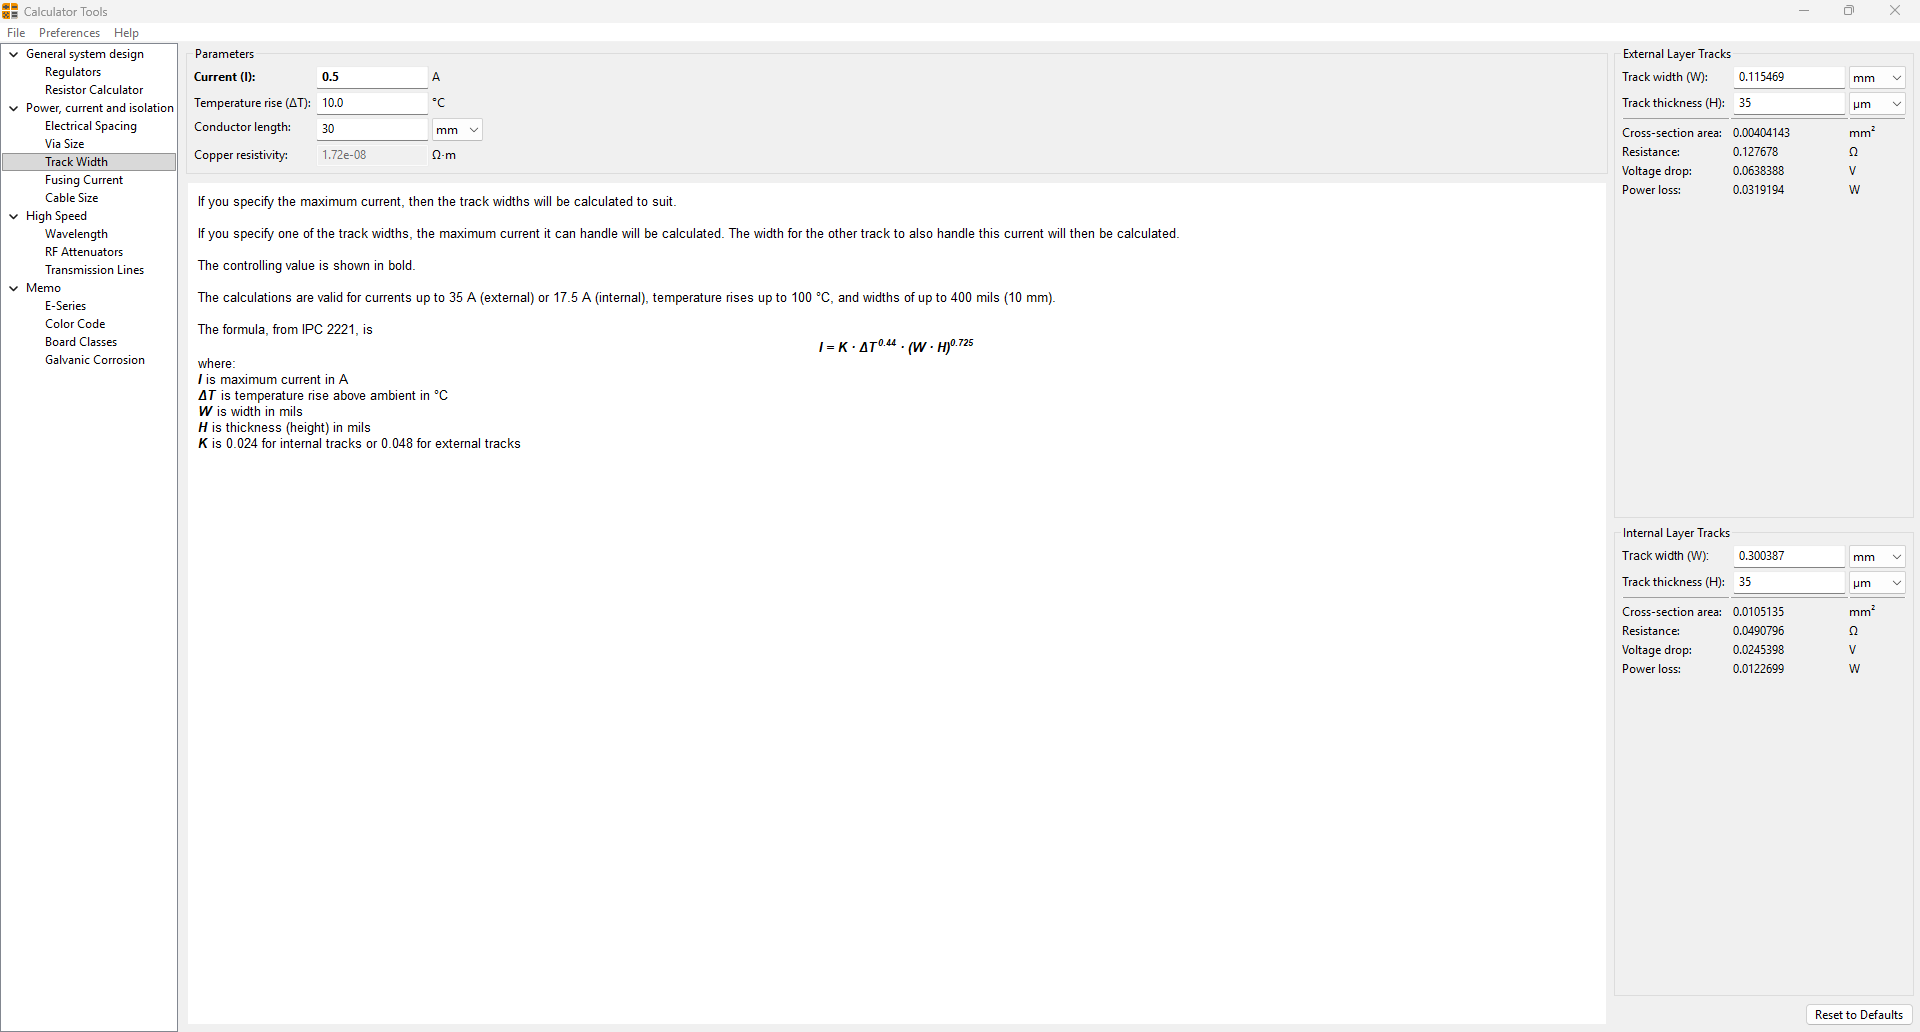 Calculator Tools
File Preferences Help
General system design
Regulators
Resistor Calculator
Power, current and isolation
Electrical Spacing
Via Size
Track Width
Fusing Current
Cable Size
High Speed
Wavelength
RF Attenuators
Transmission Lines
Memo
E-Series
Color Code
Board Classes
Galvanic Corrosion
Parameters
Current (I): 0.5 A
Temperature rise (ΔT): 10.0 °C
Conductor length: 30 mm
Copper resistivity: 1.72e-08 Ω·m
If you specify the maximum current, then the track widths will be calculated to suit.
If you specify one of the track widths, the maximum current it can handle will be calculated. The width for the other track to also handle this current will then be calculated.
The controlling value is shown in bold.
The calculations are valid for currents up to 35 A (external) or 17.5 A (internal), temperature rises up to 100 °C, and widths of up to 400 mils (10 mm).
The formula, from IPC 2221, is
I = K · ΔT^0.44 · (W · H)^0.725
where:
I is maximum current in A
ΔT is temperature rise above ambient in °C
W is width in mils
H is thickness (height) in mils
K is 0.024 for internal tracks or 0.048 for external tracks
External Layer Tracks
Track width (W): 0.115469 mm
Track thickness (H): 35 µm
Cross-section area: 0.00404143 mm²
Resistance: 0.127678 Ω
Voltage drop: 0.0638388 V
Power loss: 0.0319194 W
Internal Layer Tracks
Track width (W): 0.300387 mm
Track thickness (H): 35 µm
Cross-section area: 0.0105135 mm²
Resistance: 0.0490796 Ω
Voltage drop: 0.0245398 V
Power loss: 0.0122699 W
Reset to Defaults